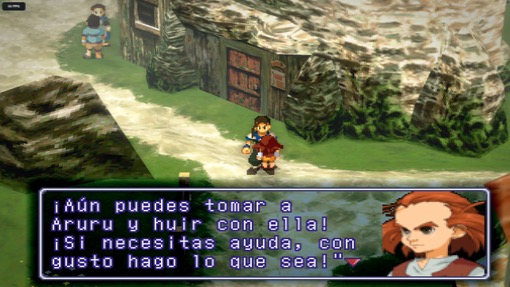 ¡Aún puedes tomar a
Aruru y huir con ella!
¡Si necesitas ayuda, con
gusto hago lo que sea!"